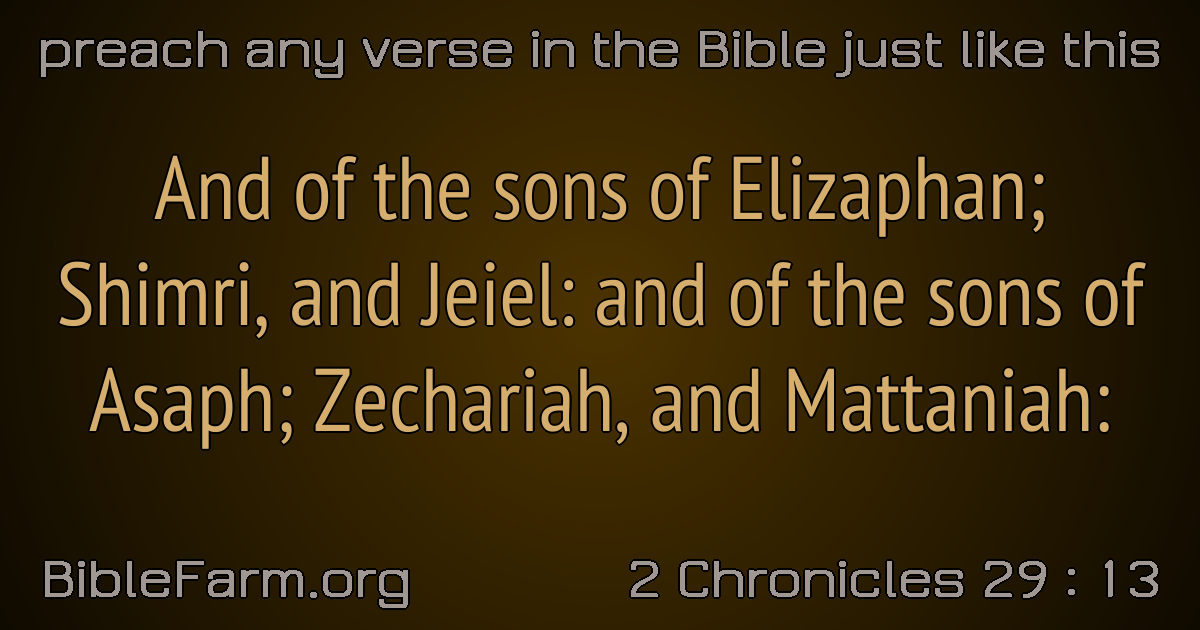 preach any verse in the Bible just like this
And of the sons of Elizaphan;
Shimri, and Jeiel: and of the sons of
Asaph; Zechariah, and Mattaniah:
BibleFarm.org 2 Chronicles 29 : 13